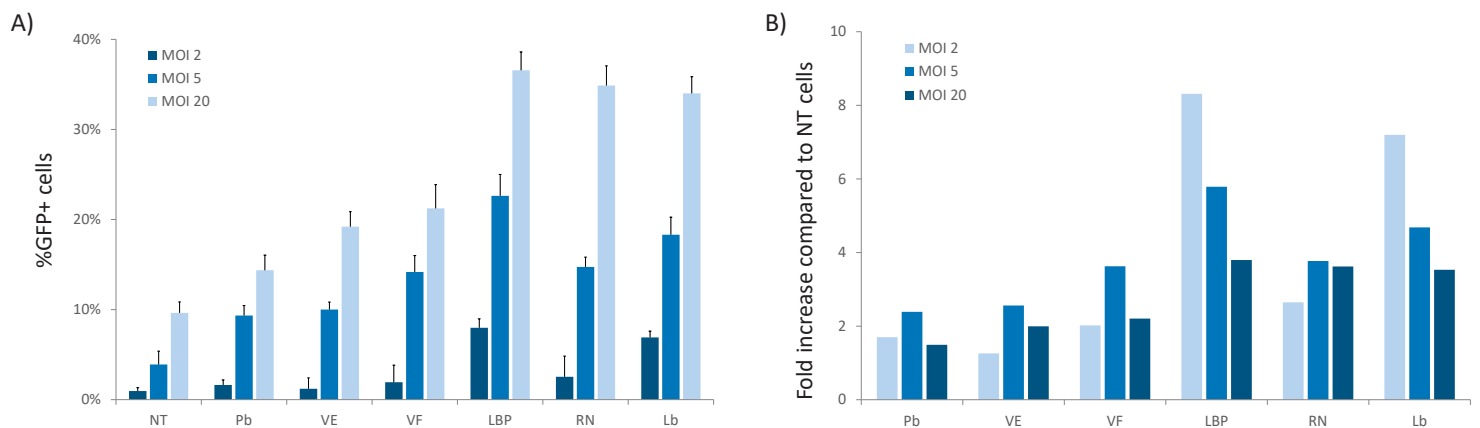 A)
%GFP+ cells
40%
30%
20%
10%
0%
MOI 2
MOI 5
MOI 20
NT Pb VE VF LBP RN Lb
B)
Fold increase compared to NT cells
10
8
6
4
2
0
MOI 2
MOI 5
MOI 20
Pb VE VF LBP RN Lb